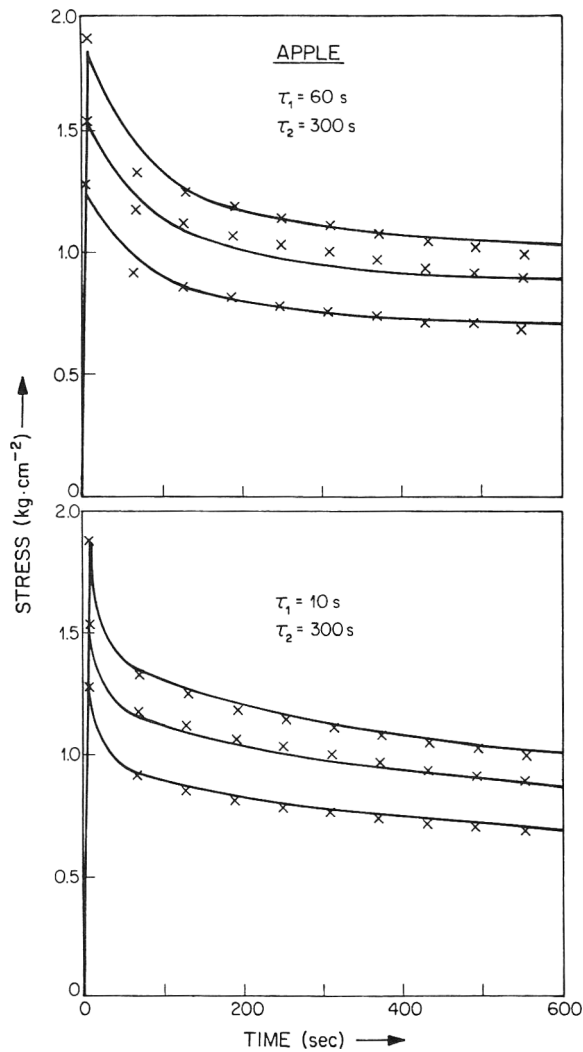 2.0
APPLE
τ₁ = 60 s
τ₂ = 300 s
1.5
1.0
0.5
0
STRESS (kg·cm⁻²)
2.0
τ₁ = 10 s
τ₂ = 300 s
1.5
1.0
0.5
0
0 200 400 600
TIME (sec)